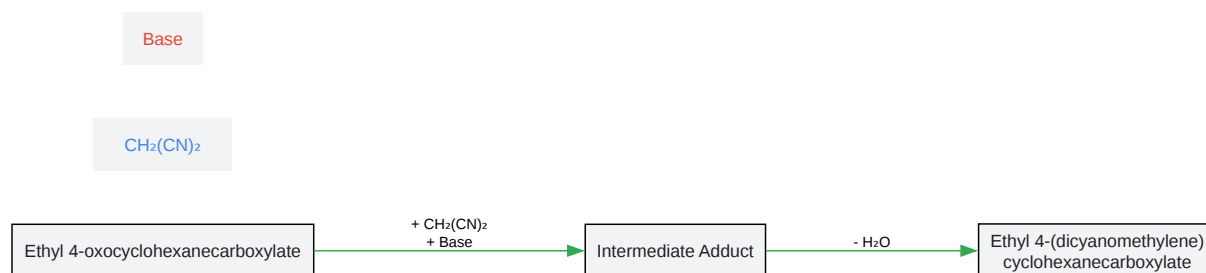 Base
CH₂(CN)₂
+ CH₂(CN)₂
+ Base
Ethyl 4-oxocyclohexanecarboxylate
Intermediate Adduct
- H₂O
Ethyl 4-(dicyanomethylene)
cyclohexanecarboxylate